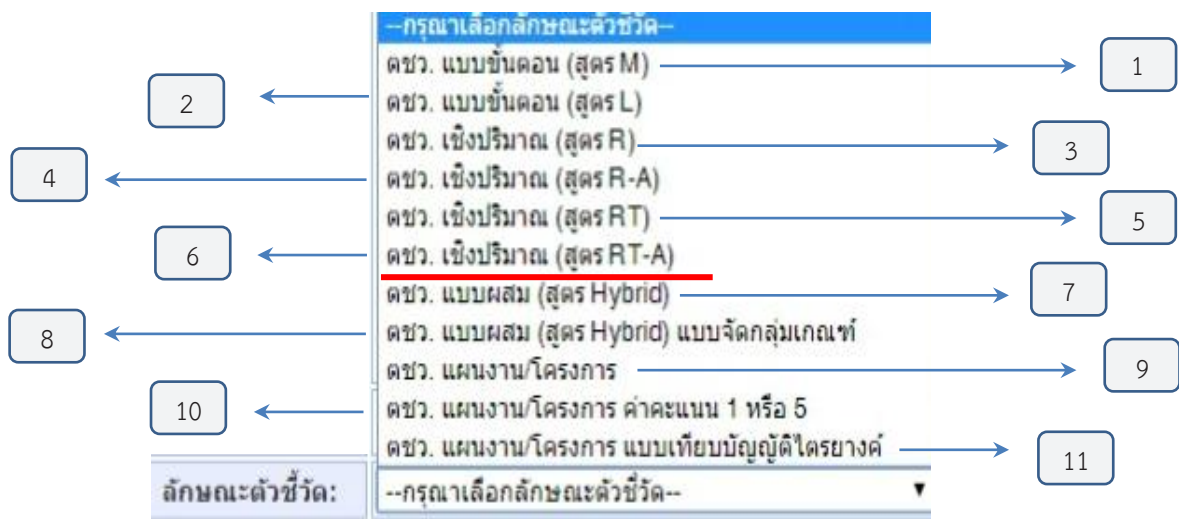 --กรุณาเลือกลักษณะตัวชี้วัด--
ตชว. แบบขั้นตอน (สูตร M)
1
2
ตชว. แบบขั้นตอน (สูตร L)
ตชว. เชิงปริมาณ (สูตร R)
3
4
ตชว. เชิงปริมาณ (สูตร R-A)
ตชว. เชิงปริมาณ (สูตร RT)
5
6
ตชว. เชิงปริมาณ (สูตร RT-A)
ตชว. แบบผสม (สูตร Hybrid)
7
8
ตชว. แบบผสม (สูตร Hybrid) แบบจัดกลุ่มเกณฑ์
ตชว. แผนงาน/โครงการ
9
10
ตชว. แผนงาน/โครงการ ค่าคะแนน 1 หรือ 5
ตชว. แผนงาน/โครงการ แบบเทียบบัญญัติไตรยางค์
11
ลักษณะตัวชี้วัด:
--กรุณาเลือกลักษณะตัวชี้วัด--